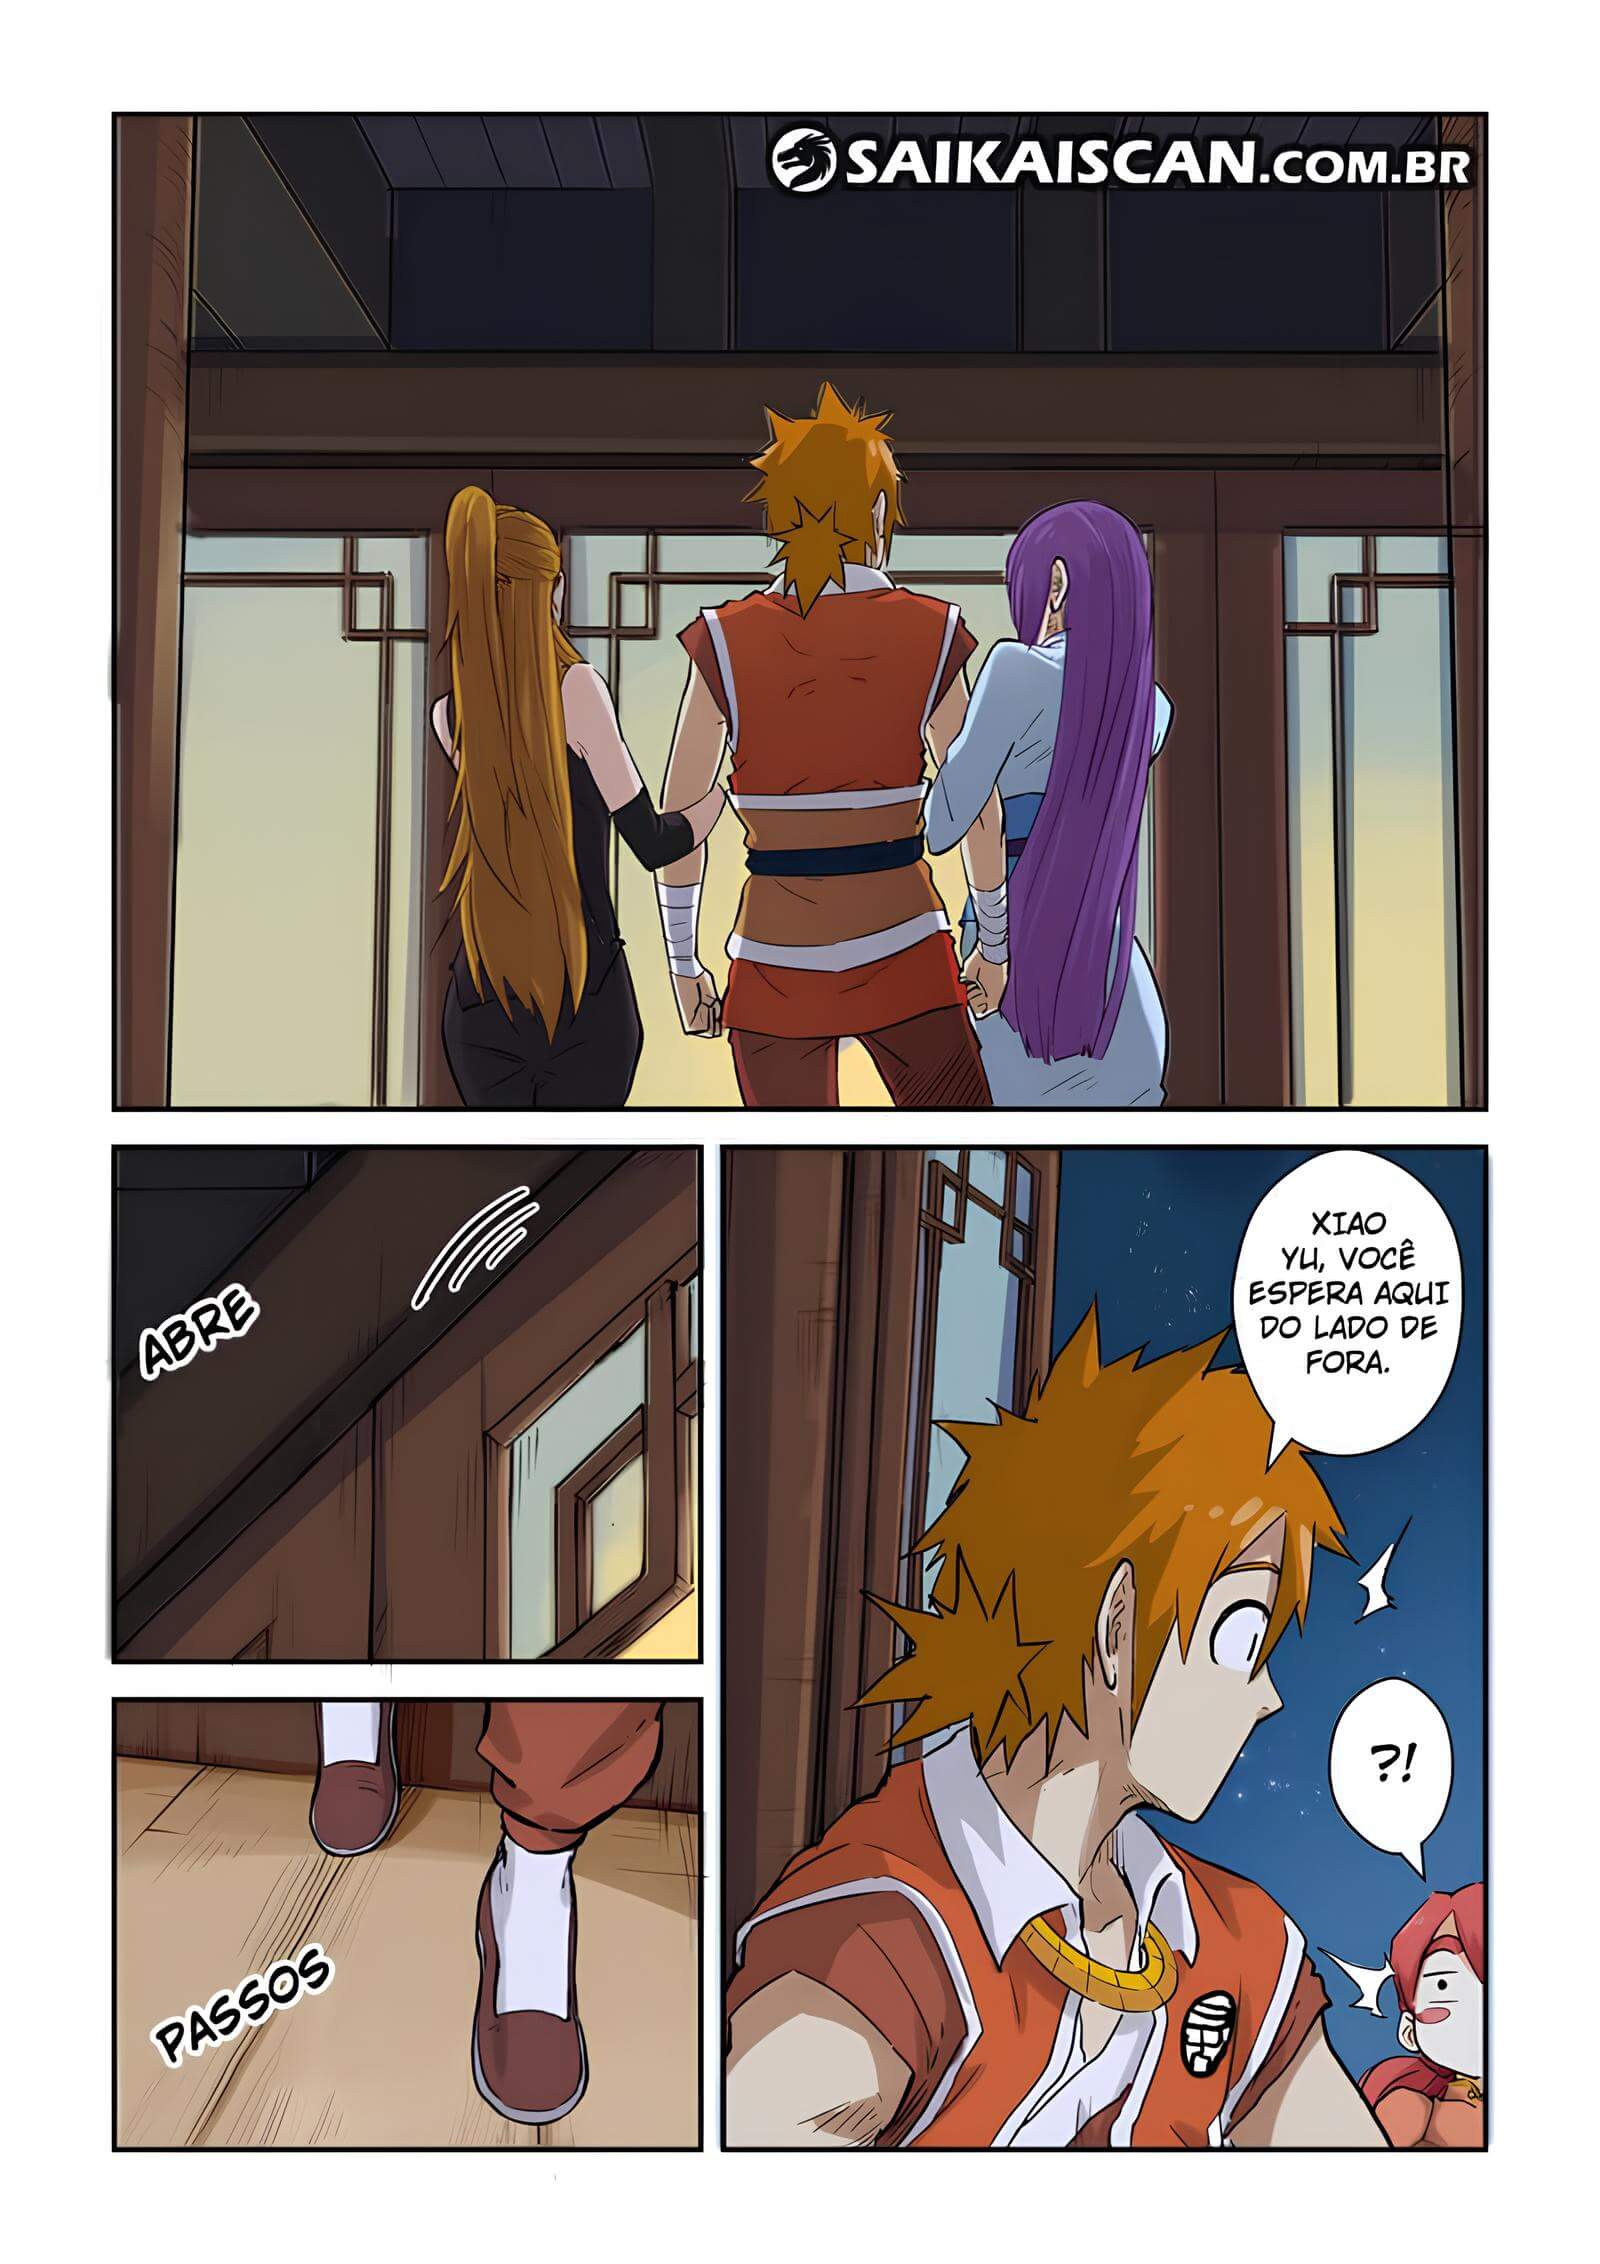 SAIKAISCAN.COM.BR
ABRE
XIAO
YU, VOCÊ
ESPERA AQUI
DO LADO DE
FORA.
?!
PASSOS